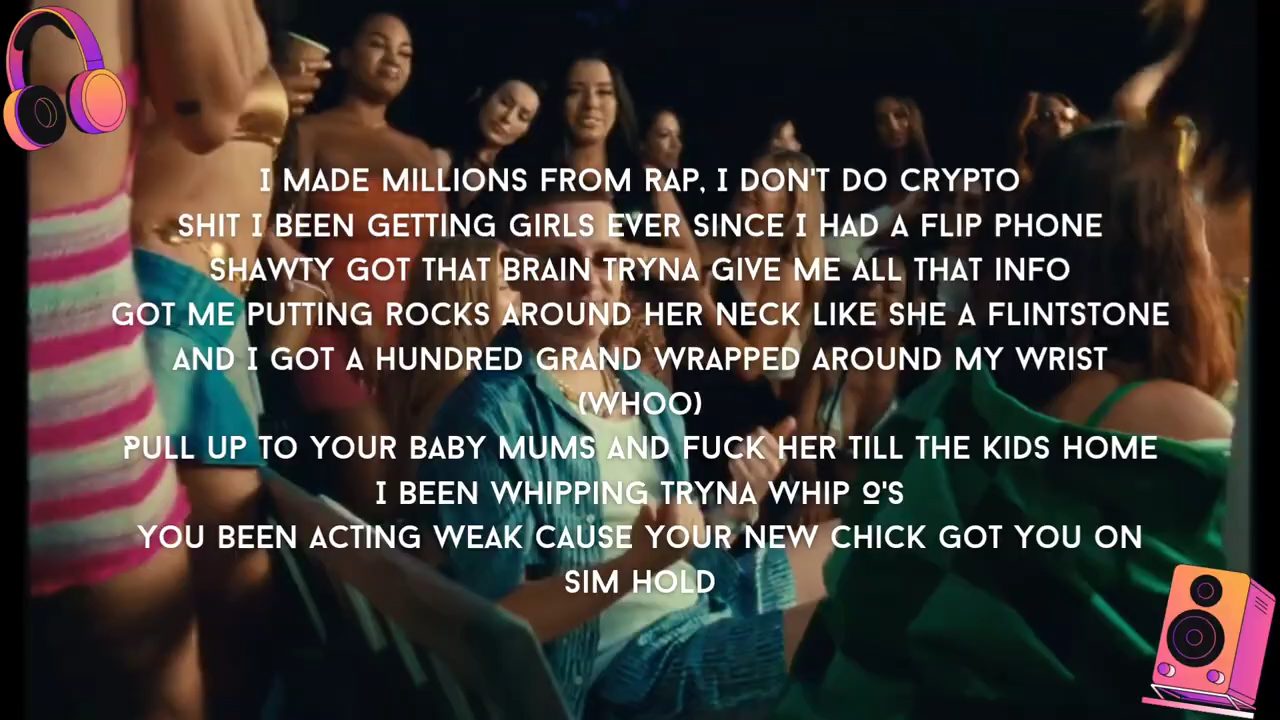 I MADE MILLIONS FROM RAP, I DON'T DO CRYPTO
SHIT I BEEN GETTING GIRLS EVER SINCE I HAD A FLIP PHONE
SHAWTY GOT THAT BRAIN TRYNA GIVE ME ALL THAT INFO
GOT ME PUTTING ROCKS AROUND HER NECK LIKE SHE A FLINTSTONE
AND I GOT A HUNDRED GRAND WRAPPED AROUND MY WRIST
(WHOO)
PULL UP TO YOUR BABY MUMS AND FUCK HER TILL THE KIDS HOME
I BEEN WHIPPING TRYNA WHIP O'S
YOU BEEN ACTING WEAK CAUSE YOUR NEW CHICK GOT YOU ON
SIM HOLD